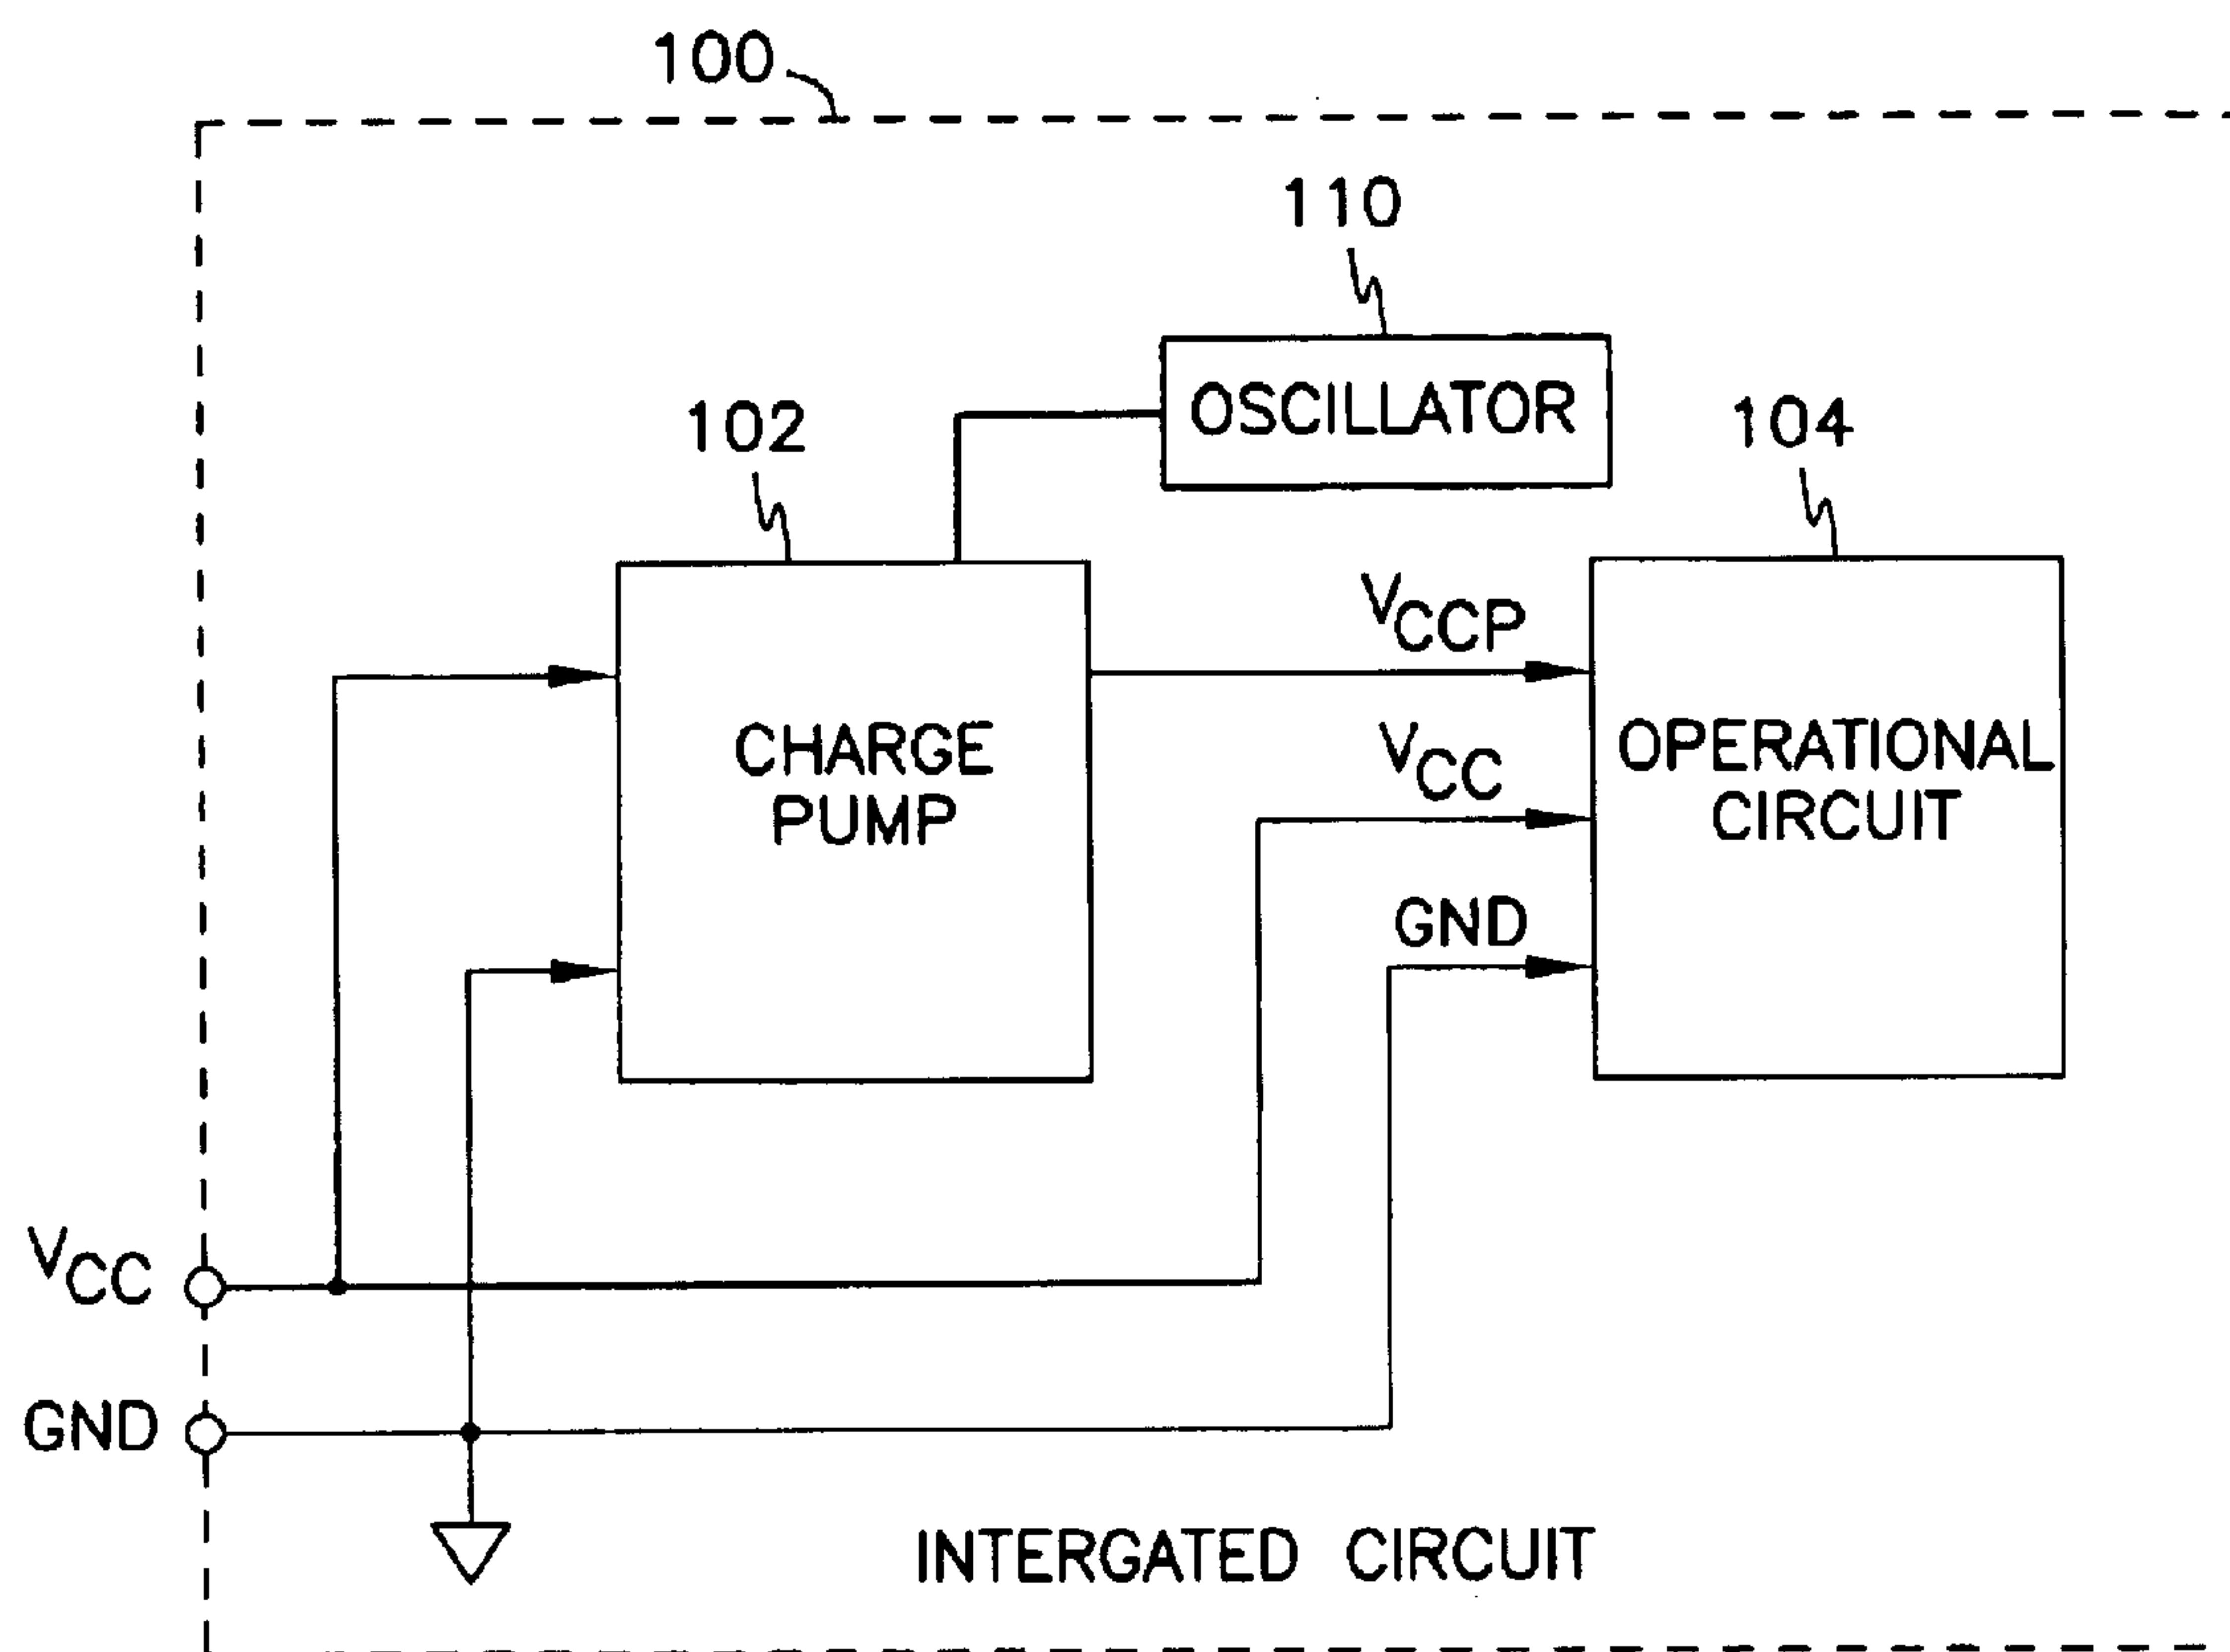 100
110
OSCILLATOR
102
104
VCCP
CHARGE
PUMP
VCC
OPERATIONAL
CIRCUIT
GND
VCC
GND
INTERGATED CIRCUIT